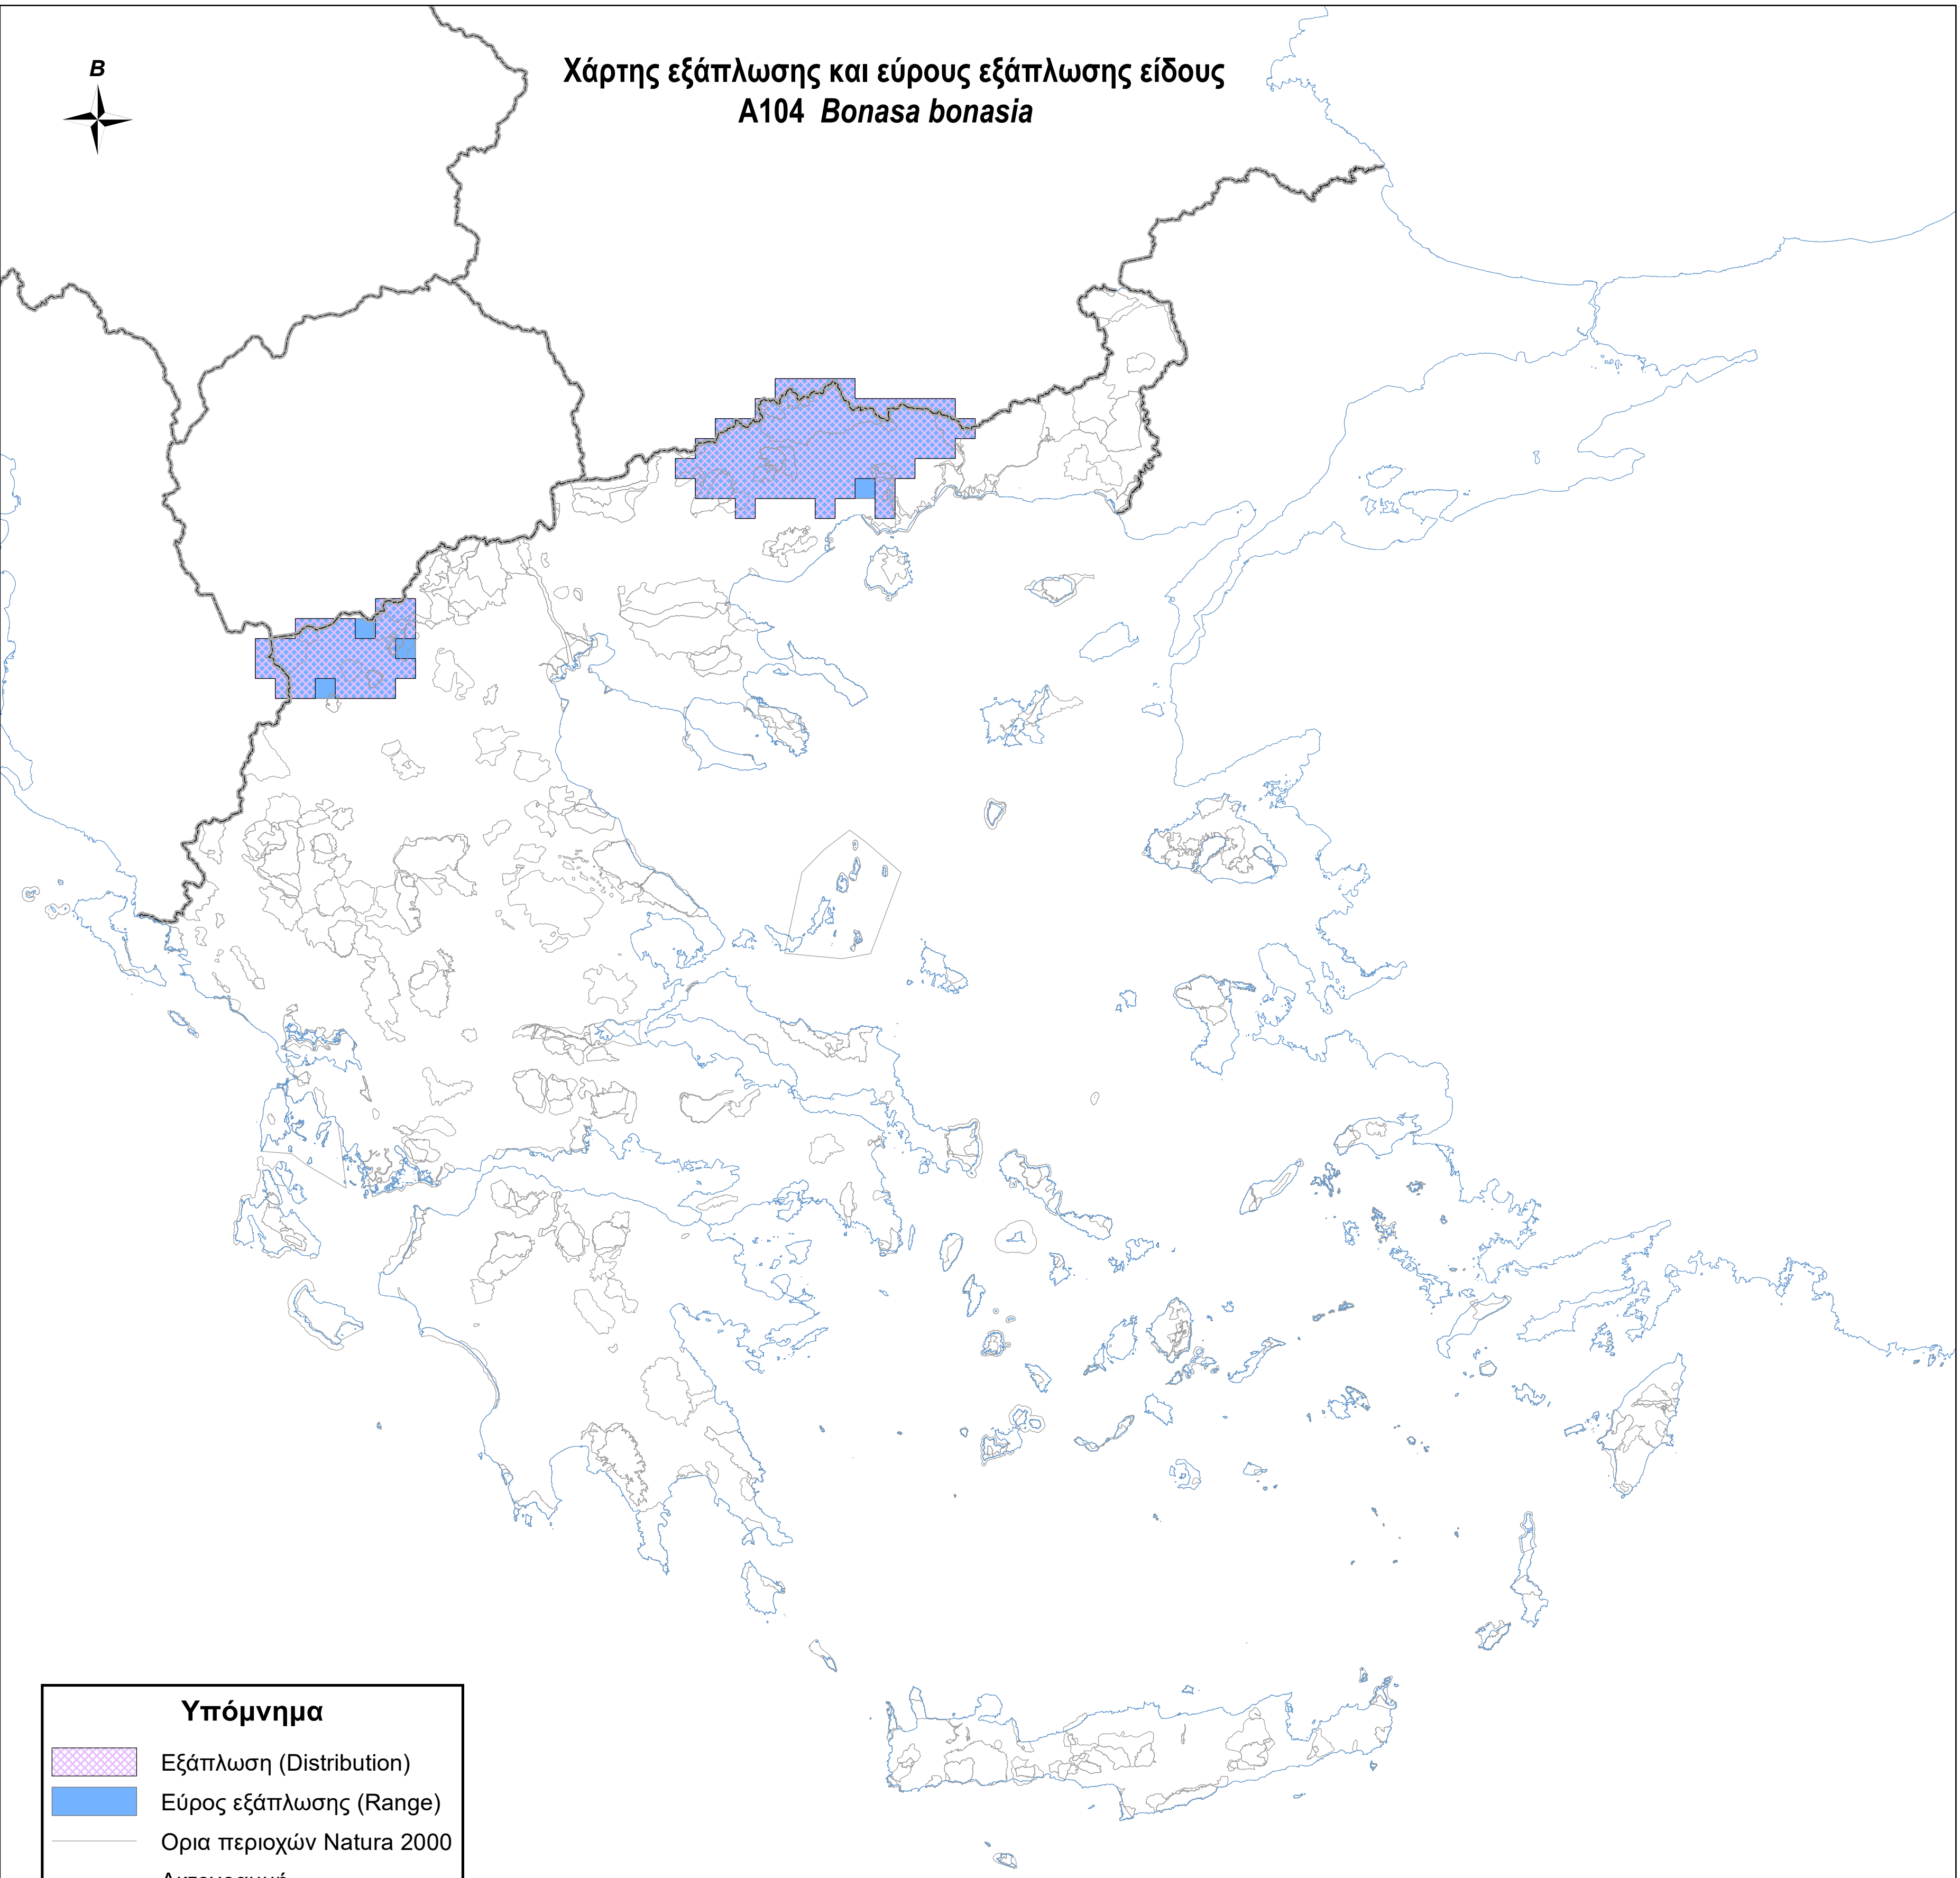 Χάρτης εξάπλωσης και εύρους εξάπλωσης είδους
A104 Bonasa bonasia
B
Υπόμνημα
Εξάπλωση (Distribution)
Εύρος εξάπλωσης (Range)
Ορια περιοχών Natura 2000